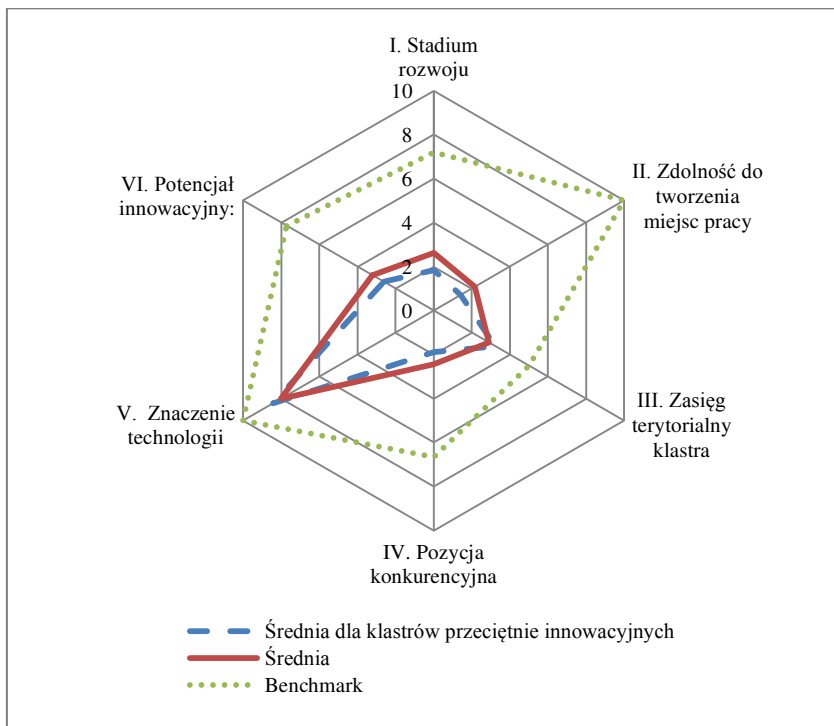 I. Stadium
rozwoju
10
8
6
4
2
0
II. Zdolność do
tworzenia
miejsc pracy
III. Zasięg
terytorialny
klastra
IV. Pozycja
konkurencyjna
V. Znaczenie
technologii
VI. Potencjał
innowacyjny:
Średnia dla klastrów przeciętnie innowacyjnych
Średnia
Benchmark